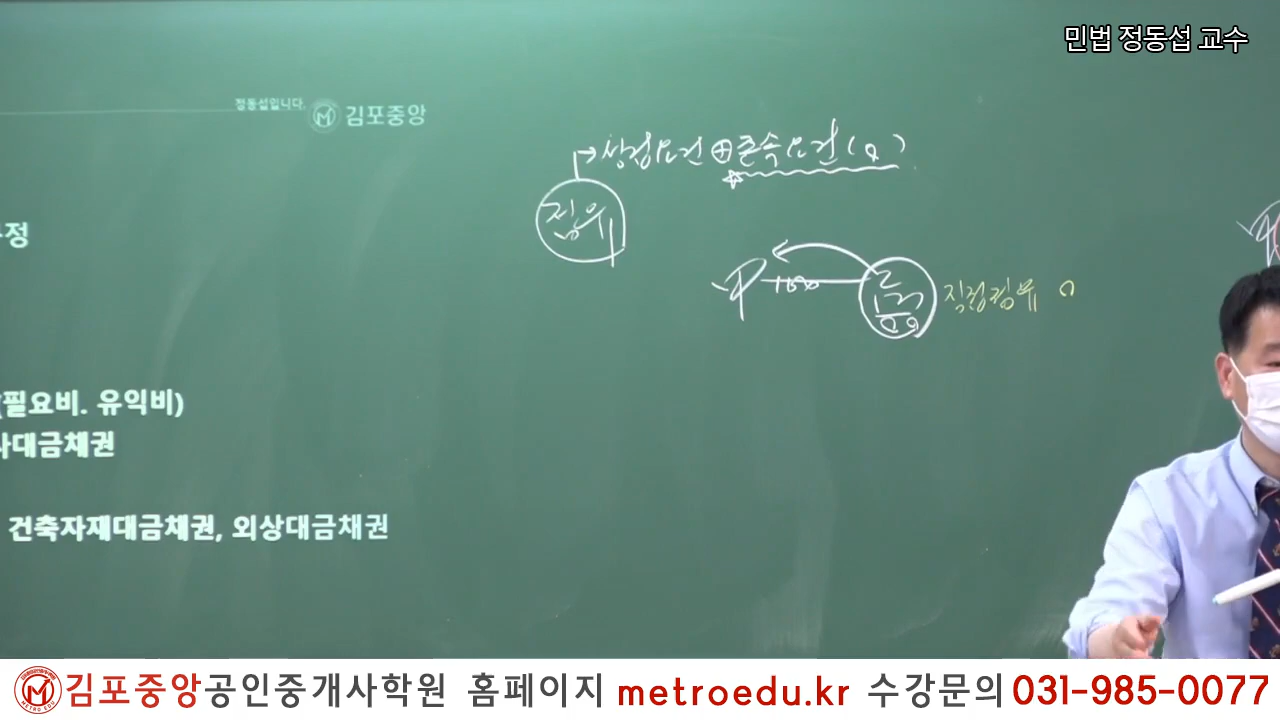 민법 정동섭 교수
정동섭입니다.
김포중앙
성립요건 ⊕ 존속요건 (O)
점유
정
100
직접점유 O
(필요비. 유익비)
사대금채권
건축자재대금채권, 외상대금채권
김포중앙공인중개사학원 홈페이지 metroedu.kr 수강문의 031-985-0077